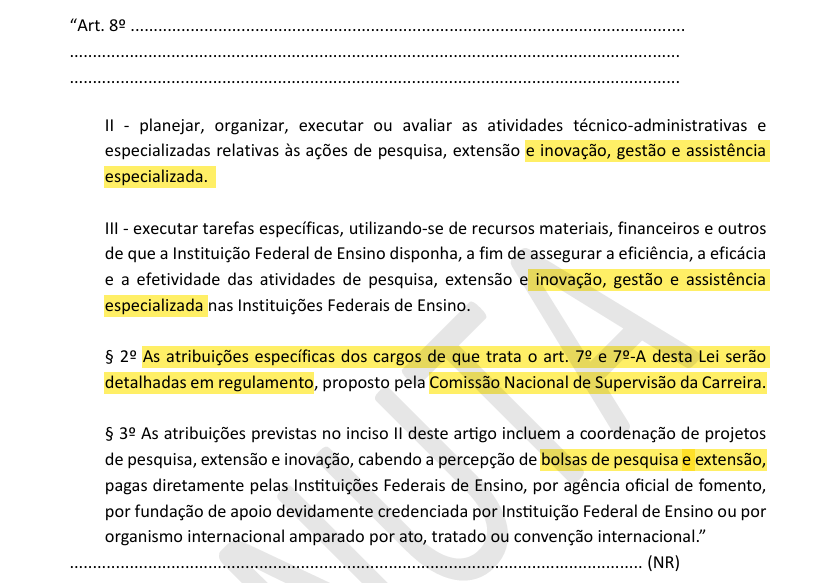 “Art. 8º .......................................................................................................................
...................................................................................................................................
...................................................................................................................................
II - planejar, organizar, executar ou avaliar as atividades técnico-administrativas e
especializadas relativas às ações de pesquisa, extensão e inovação, gestão e assistência
especializada.
III - executar tarefas específicas, utilizando-se de recursos materiais, financeiros e outros
de que a Instituição Federal de Ensino disponha, a fim de assegurar a eficiência, a eficácia
e a efetividade das atividades de pesquisa, extensão e inovação, gestão e assistência
especializada nas Instituições Federais de Ensino.
§ 2º As atribuições específicas dos cargos de que trata o art. 7º e 7º-A desta Lei serão
detalhadas em regulamento, proposto pela Comissão Nacional de Supervisão da Carreira.
§ 3º As atribuições previstas no inciso II deste artigo incluem a coordenação de projetos
de pesquisa, extensão e inovação, cabendo a percepção de bolsas de pesquisa e extensão,
pagas diretamente pelas Instituições Federais de Ensino, por agência oficial de fomento,
por fundação de apoio devidamente credenciada por Instituição Federal de Ensino ou por
organismo internacional amparado por ato, tratado ou convenção internacional.”
........................................................................................................................... (NR)
NUTA